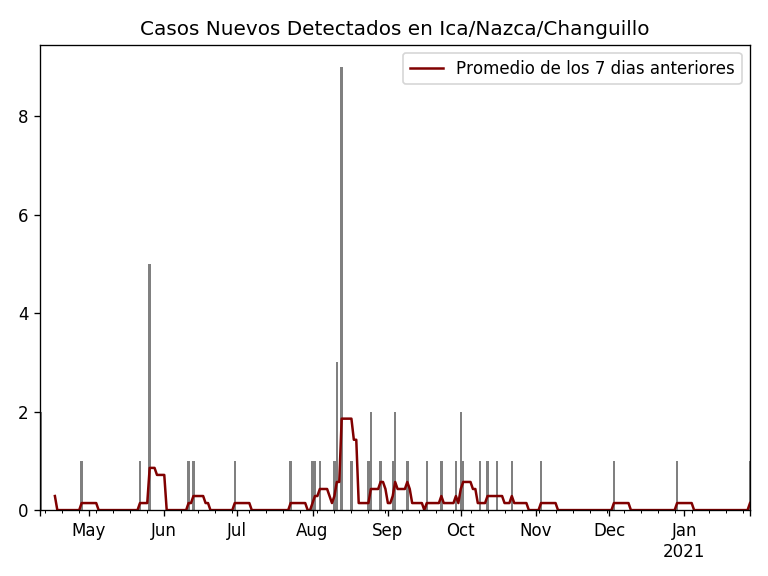 Casos Nuevos Detectados en Ica/Nazca/Changuillo
Promedio de los 7 dias anteriores
8
6
4
2
0
May Jun Jul Aug Sep Oct Nov Dec Jan
2021